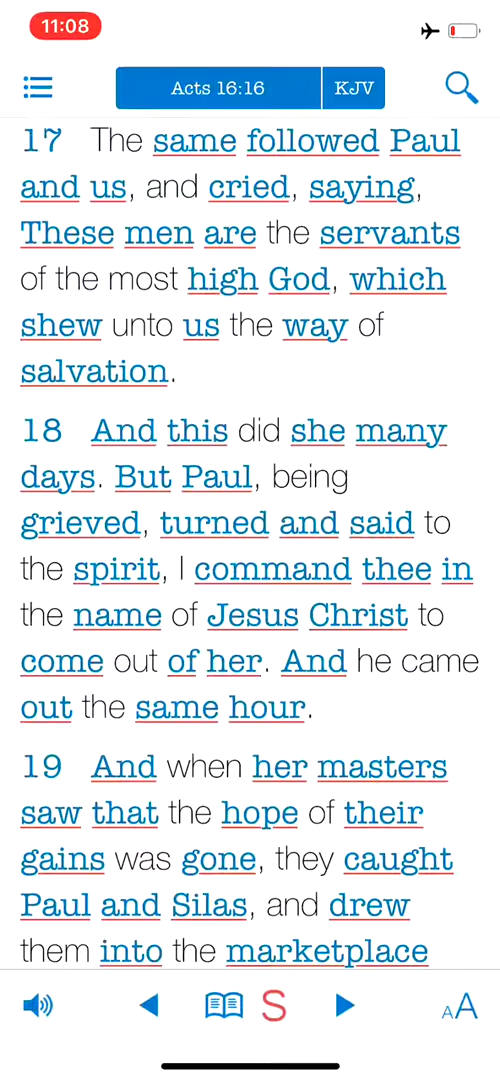 11:08
Acts 16:16 KJV
17 The same followed Paul
and us, and cried, saying,
These men are the servants
of the most high God, which
shew unto us the way of
salvation.
18 And this did she many
days. But Paul, being
grieved, turned and said to
the spirit, I command thee in
the name of Jesus Christ to
come out of her. And he came
out the same hour.
19 And when her masters
saw that the hope of their
gains was gone, they caught
Paul and Silas, and drew
them into the marketplace
S AA